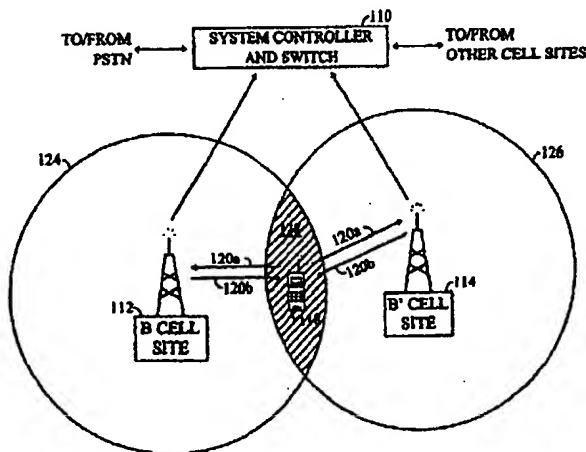 110
TO/FROM
PSTN
SYSTEM CONTROLLER
AND SWITCH
TO/FROM
OTHER CELL SITES
124
126
120a
120b
120a
120b
112
B CELL
SITE
B' CELL
SITE
114